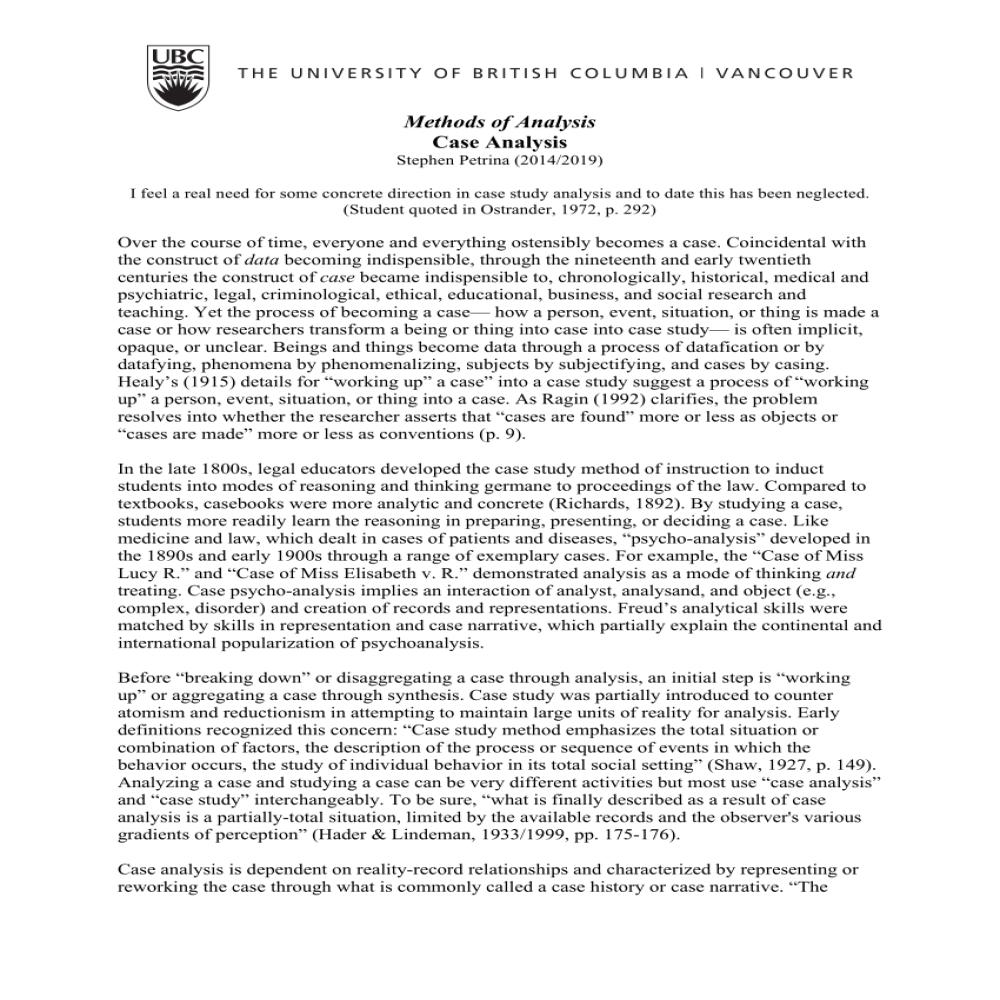 UBC
THE UNIVERSITY OF BRITISH COLUMBIA | VANCOUVER
Methods of Analysis
Case Analysis
Stephen Petrina (2014/2019)
I feel a real need for some concrete direction in case study analysis and to date this has been neglected.
(Student quoted in Ostrander, 1972, p. 292)
Over the course of time, everyone and everything ostensibly becomes a case. Coincidental with
the construct of data becoming indispensible, through the nineteenth and early twentieth
centuries the construct of case became indispensible to, chronologically, historical, medical and
psychiatric, legal, criminological, ethical, educational, business, and social research and
teaching. Yet the process of becoming a case— how a person, event, situation, or thing is made a
case or how researchers transform a being or thing into case into case study— is often implicit,
opaque, or unclear. Beings and things become data through a process of datafication or by
datafying, phenomena by phenomenalizing, subjects by subjectifying, and cases by casing.
Healy’s (1915) details for “working up” a case” into a case study suggest a process of “working
up” a person, event, situation, or thing into a case. As Ragin (1992) clarifies, the problem
resolves into whether the researcher asserts that “cases are found” more or less as objects or
“cases are made” more or less as conventions (p. 9).
In the late 1800s, legal educators developed the case study method of instruction to induct
students into modes of reasoning and thinking germane to proceedings of the law. Compared to
textbooks, casebooks were more analytic and concrete (Richards, 1892). By studying a case,
students more readily learn the reasoning in preparing, presenting, or deciding a case. Like
medicine and law, which dealt in cases of patients and diseases, “psycho-analysis” developed in
the 1890s and early 1900s through a range of exemplary cases. For example, the “Case of Miss
Lucy R.” and “Case of Miss Elisabeth v. R.” demonstrated analysis as a mode of thinking and
treating. Case psycho-analysis implies an interaction of analyst, analysand, and object (e.g.,
complex, disorder) and creation of records and representations. Freud’s analytical skills were
matched by skills in representation and case narrative, which partially explain the continental and
international popularization of psychoanalysis.
Before “breaking down” or disaggregating a case through analysis, an initial step is “working
up” or aggregating a case through synthesis. Case study was partially introduced to counter
atomism and reductionism in attempting to maintain large units of reality for analysis. Early
definitions recognized this concern: “Case study method emphasizes the total situation or
combination of factors, the description of the process or sequence of events in which the
behavior occurs, the study of individual behavior in its total social setting” (Shaw, 1927, p. 149).
Analyzing a case and studying a case can be very different activities but most use “case analysis”
and “case study” interchangeably. To be sure, “what is finally described as a result of case
analysis is a partially-total situation, limited by the available records and the observer's various
gradients of perception” (Hader & Lindeman, 1933/1999, pp. 175-176).
Case analysis is dependent on reality-record relationships and characterized by representing or
reworking the case through what is commonly called a case history or case narrative. “The